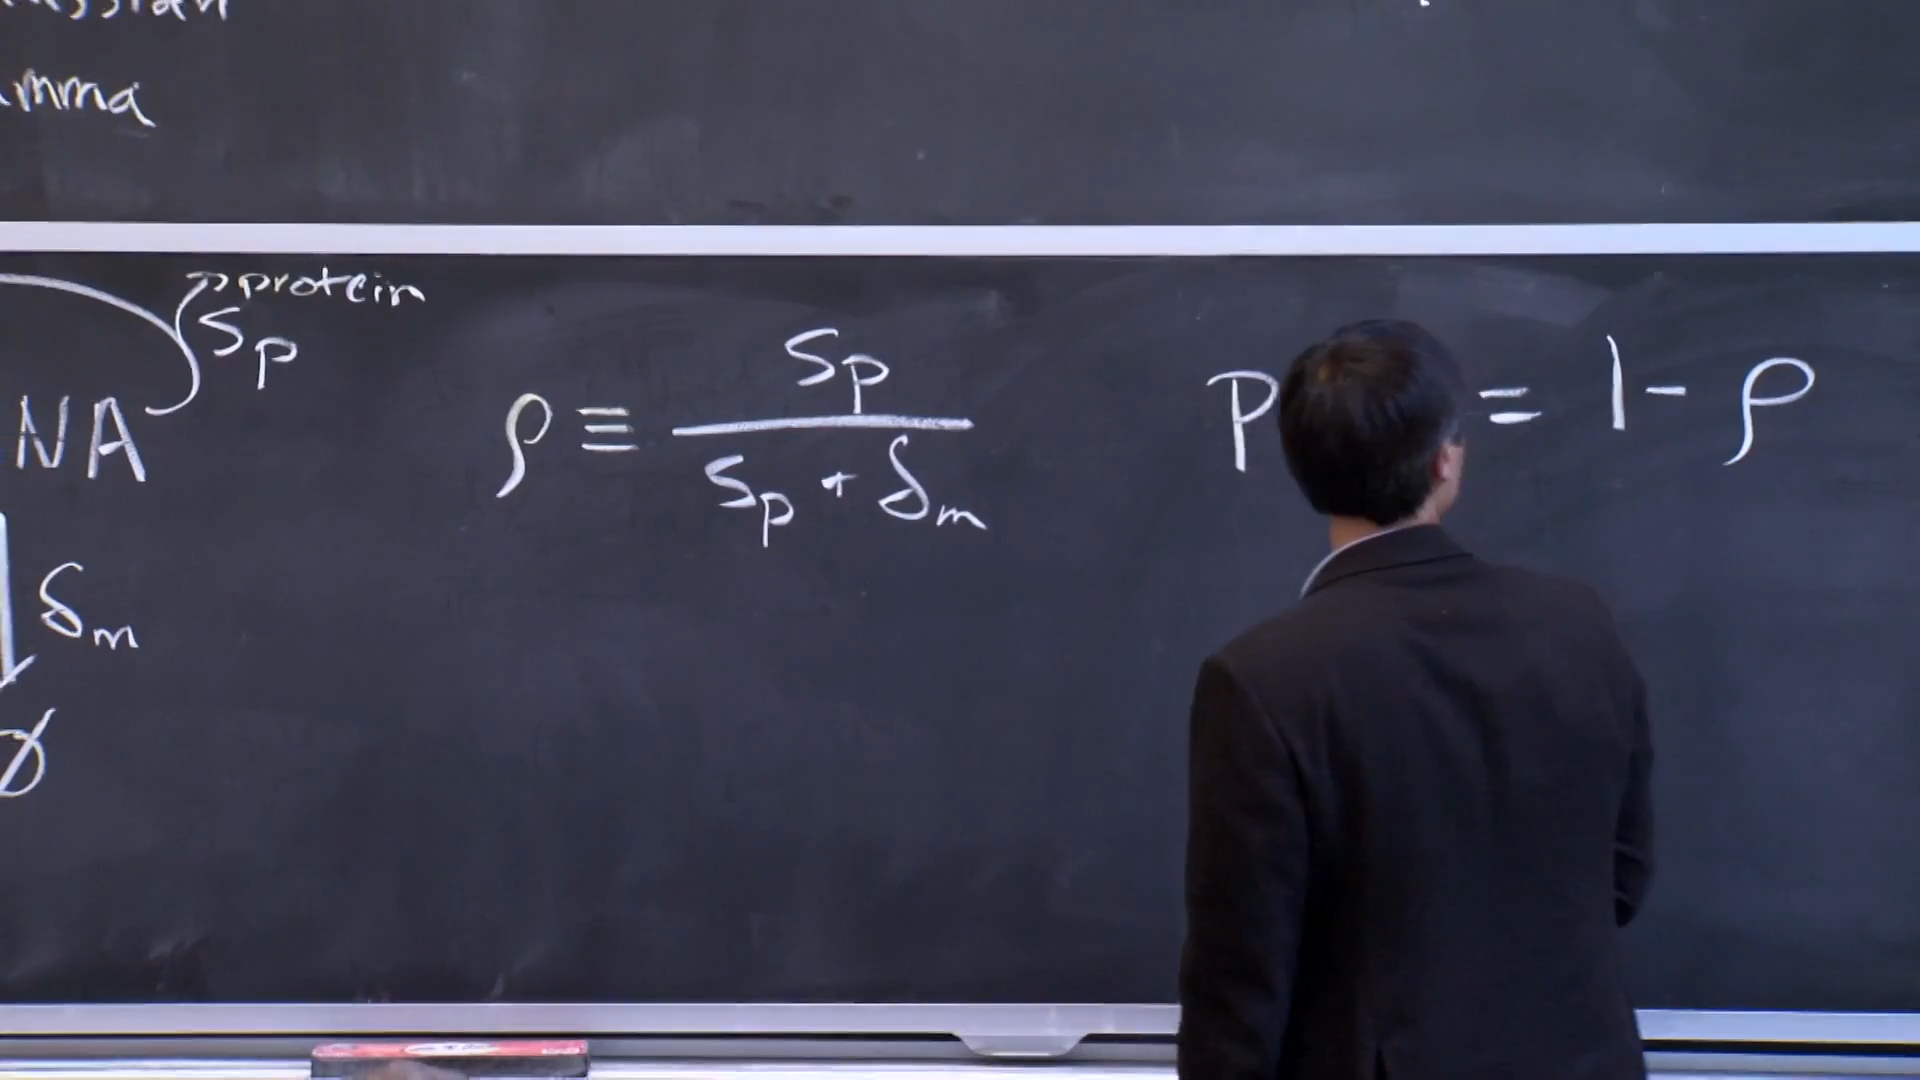 mma
protein
Sp
NA
ρ ≡ Sp / (Sp + δm)
P = 1 - ρ
δm
Ø